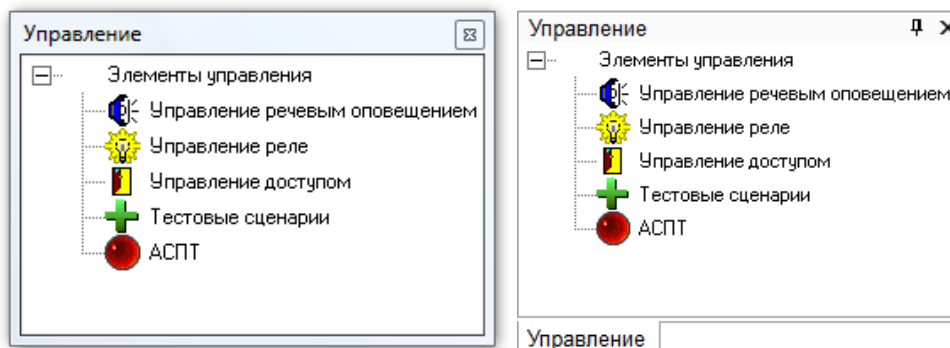 Управление
Элементы управления
Управление речевым оповещением
Управление реле
Управление доступом
Тестовые сценарии
АСПТ
Управление
Элементы управления
Управление речевым оповещением
Управление реле
Управление доступом
Тестовые сценарии
АСПТ
Управление